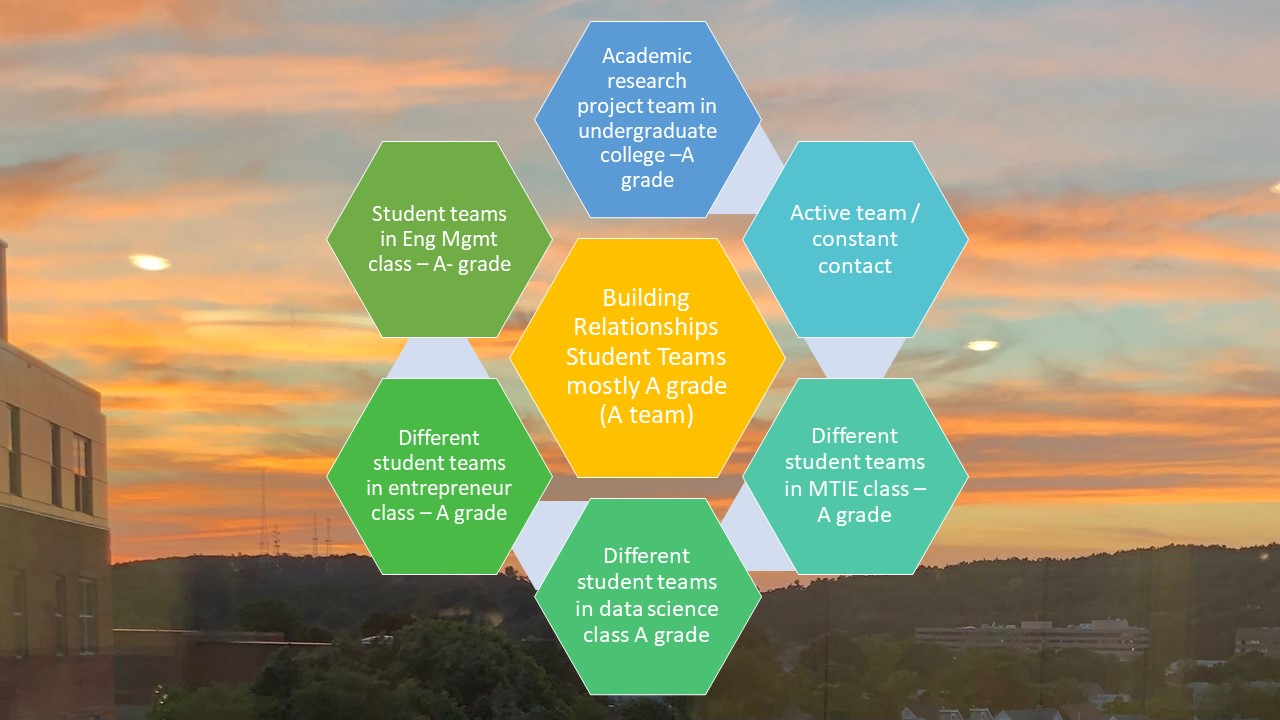 Academic
research
project team in
undergraduate
college –A
grade
Student teams
in Eng Mgmt
class – A- grade
Active team /
constant
contact
Building
Relationships
Student Teams
mostly A grade
(A team)
Different
student teams
in entrepreneur
class – A grade
Different
student teams
in MTIE class –
A grade
Different
student teams
in data science
class A grade